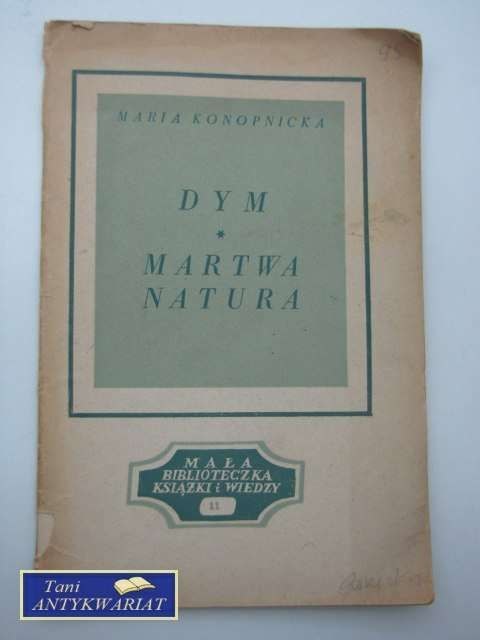 MARIA KONOPNICKA
DYM
*
MARTWA
NATURA
MAŁA
BIBLIOTECZKA
KSIĄŻKI i WIEDZY
11
Tani
ANTYKWARIAT